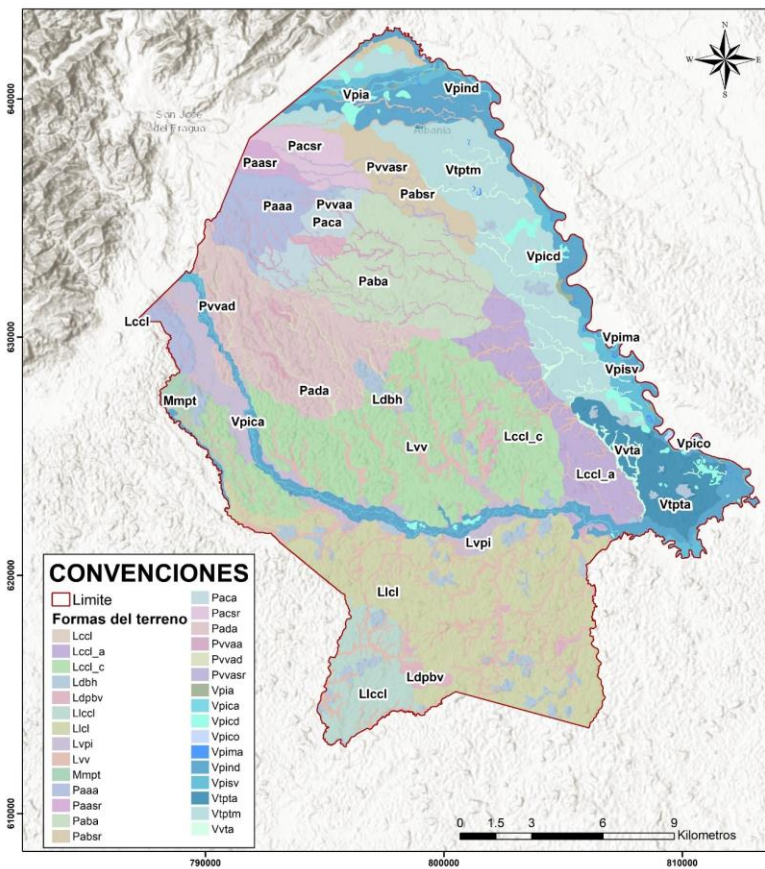 N
W E
S
640000
630000
620000
610000
790000
800000
810000
San José
del Fragua
Albania
Vpia
Vpind
Pacsr
Paasr
Pvvasr
Vtptm
Pabsr
Paaa
Pvvaa
Paca
Vpicd
Paba
Pvvad
Lccl
Vpima
Vpisv
Pada
Ldbh
Mmpt
Vpica
Lvv
Lccl_c
Vpico
Vvta
Lccl_a
Vtpta
Lvpi
Llcl
Ldpbv
Llccl
CONVENCIONES
Limite
Formas del terreno
Lccl
Lccl_a
Lccl_c
Ldbh
Ldpbv
Llccl
Llcl
Lvpi
Lvv
Mmpt
Paaa
Paasr
Paba
Pabsr
Paca
Pacsr
Pada
Pvvaa
Pvvad
Pvvasr
Vpia
Vpica
Vpicd
Vpico
Vpima
Vpind
Vpisv
Vtpta
Vtptm
Vvta
0 1.5 3 6 9
Kilometros